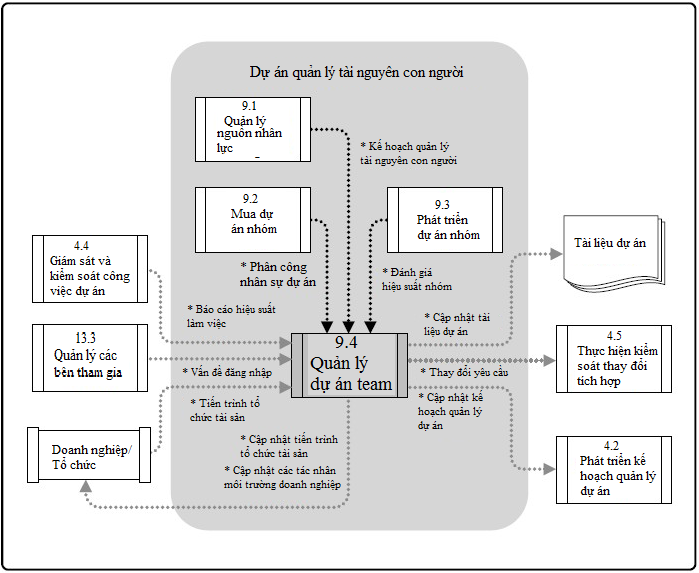 Dự án quản lý tài nguyên con người
9.1
Quản lý
nguồn nhân
lực
* Kế hoạch quản lý
tài nguyên con người
9.2
Mua dự
án nhóm
9.3
Phát triển
dự án nhóm
* Phân công
nhân sự dự án
* Đánh giá
hiệu suất nhóm
4.4
Giám sát và
kiểm soát công
việc dự án
Tài liệu dự án
* Báo cáo hiệu suất
làm việc
* Cập nhật tài
liệu dự án
13.3
Quản lý các
bên tham gia
9.4
Quản lý
dự án team
4.5
Thực hiện kiểm
soát thay đổi
tích hợp
* Vấn đề đăng nhập
* Thay đổi yêu cầu
* Tiến trình tổ
chức tài sản
* Cập nhật kế
hoạch quản lý
dự án
Doanh nghiệp/
Tổ chức
* Cập nhật tiến trình
tổ chức tài sản
* Cập nhật các tác nhân
môi trường doanh nghiệp
4.2
Phát triển kế
hoạch quản lý
dự án